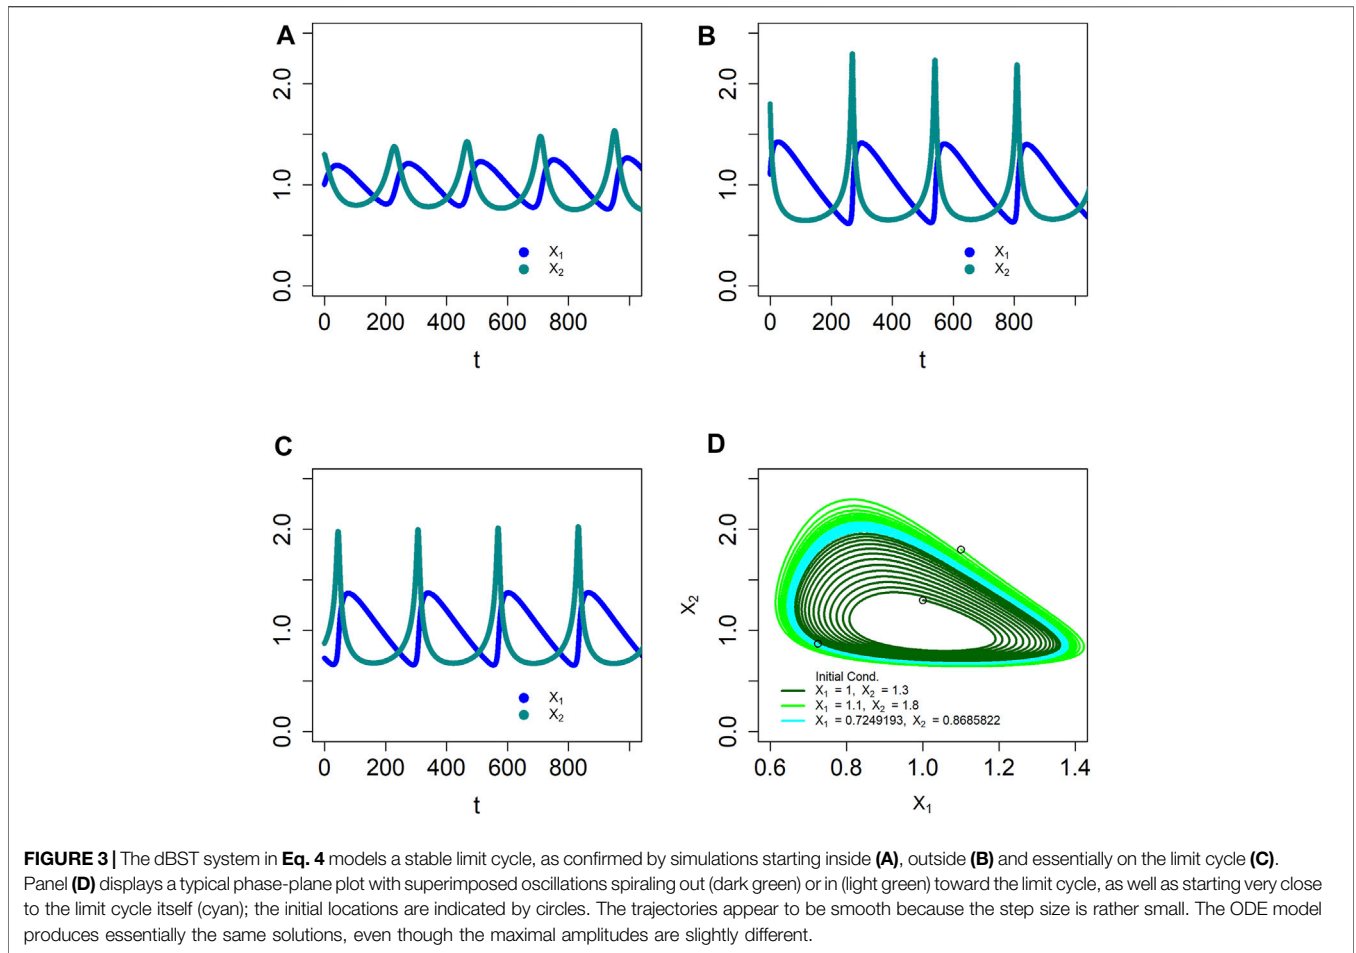 A
2.0
1.0
0.0
X1
X2
0 200 400 600 800
t
B
2.0
1.0
0.0
X1
X2
0 200 400 600 800
t
C
2.0
1.0
0.0
X1
X2
0 200 400 600 800
t
D
X2
2.0
1.0
0.0
Initial Cond.
X1 = 1, X2 = 1.3
X1 = 1.1, X2 = 1.8
X1 = 0.7249193, X2 = 0.8685822
0.6 0.8 1.0 1.2 1.4
X1
FIGURE 3 | The dBST system in Eq. 4 models a stable limit cycle, as confirmed by simulations starting inside (A), outside (B) and essentially on the limit cycle (C).
Panel (D) displays a typical phase-plane plot with superimposed oscillations spiraling out (dark green) or in (light green) toward the limit cycle, as well as starting very close
to the limit cycle itself (cyan); the initial locations are indicated by circles. The trajectories appear to be smooth because the step size is rather small. The ODE model
produces essentially the same solutions, even though the maximal amplitudes are slightly different.